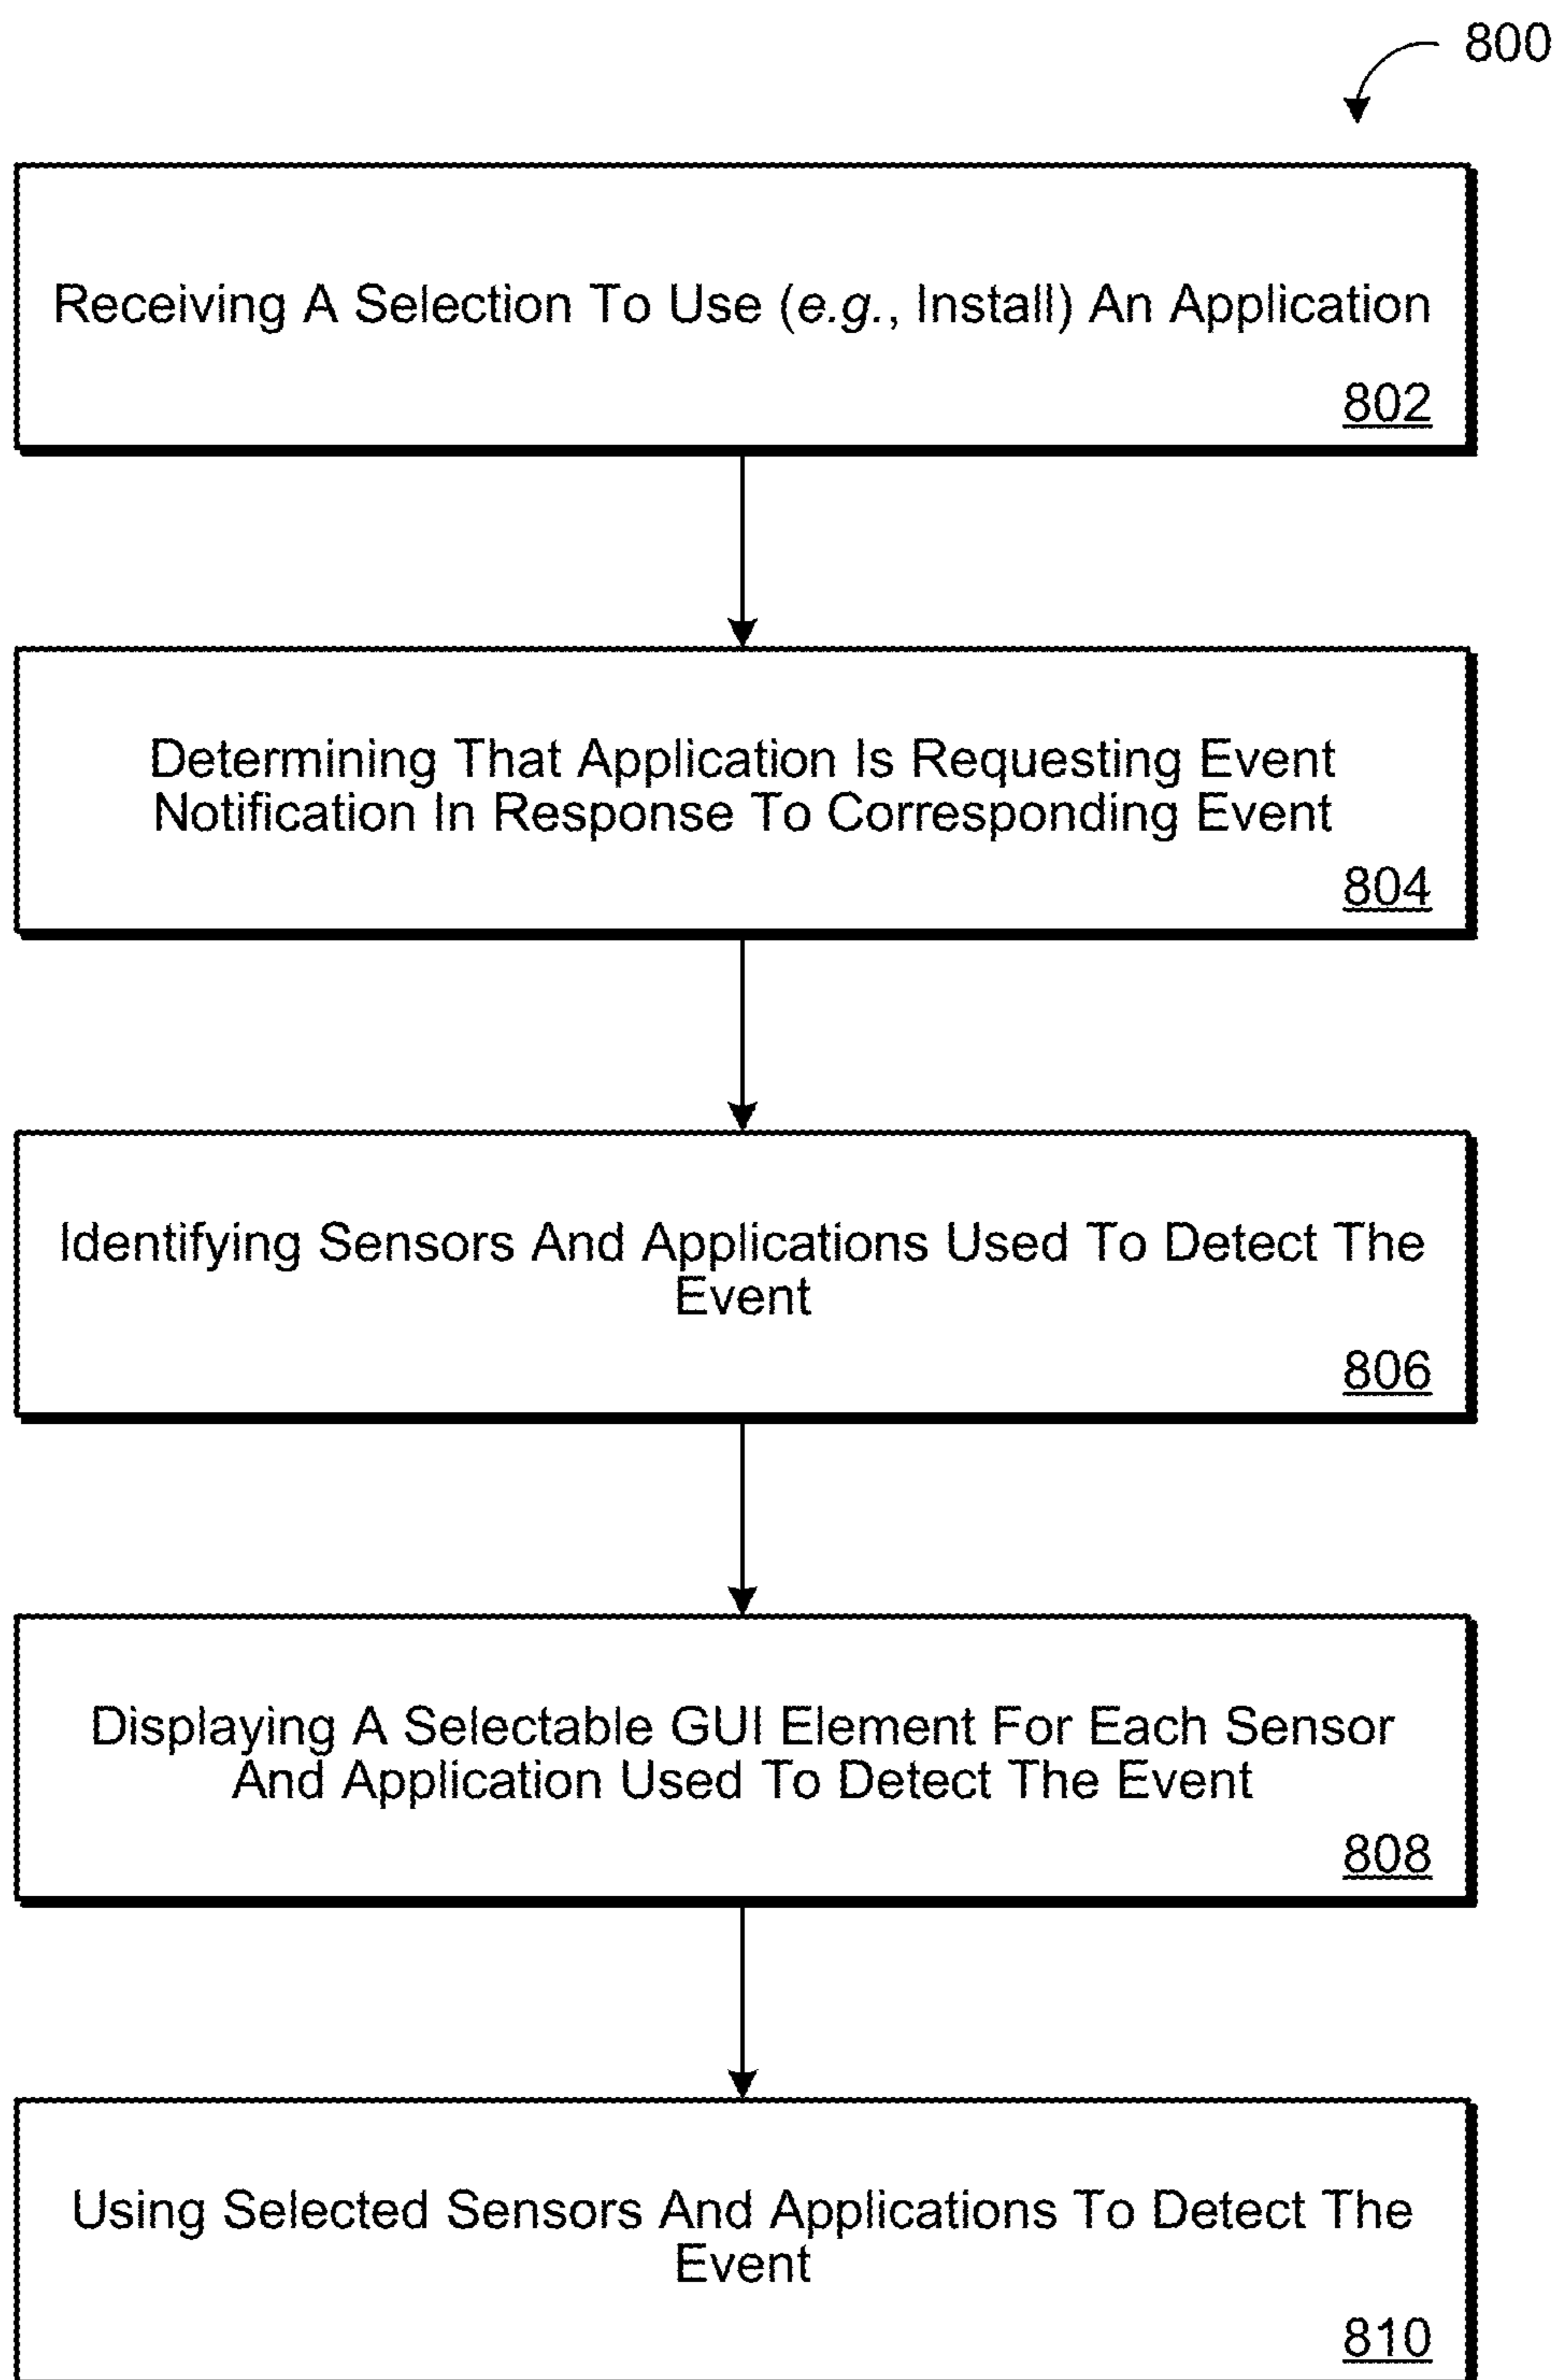 800
Receiving A Selection To Use (e.g., Install) An Application
802
Determining That Application Is Requesting Event
Notification In Response To Corresponding Event
804
Identifying Sensors And Applications Used To Detect The
Event
806
Displaying A Selectable GUI Element For Each Sensor
And Application Used To Detect The Event
808
Using Selected Sensors And Applications To Detect The
Event
810